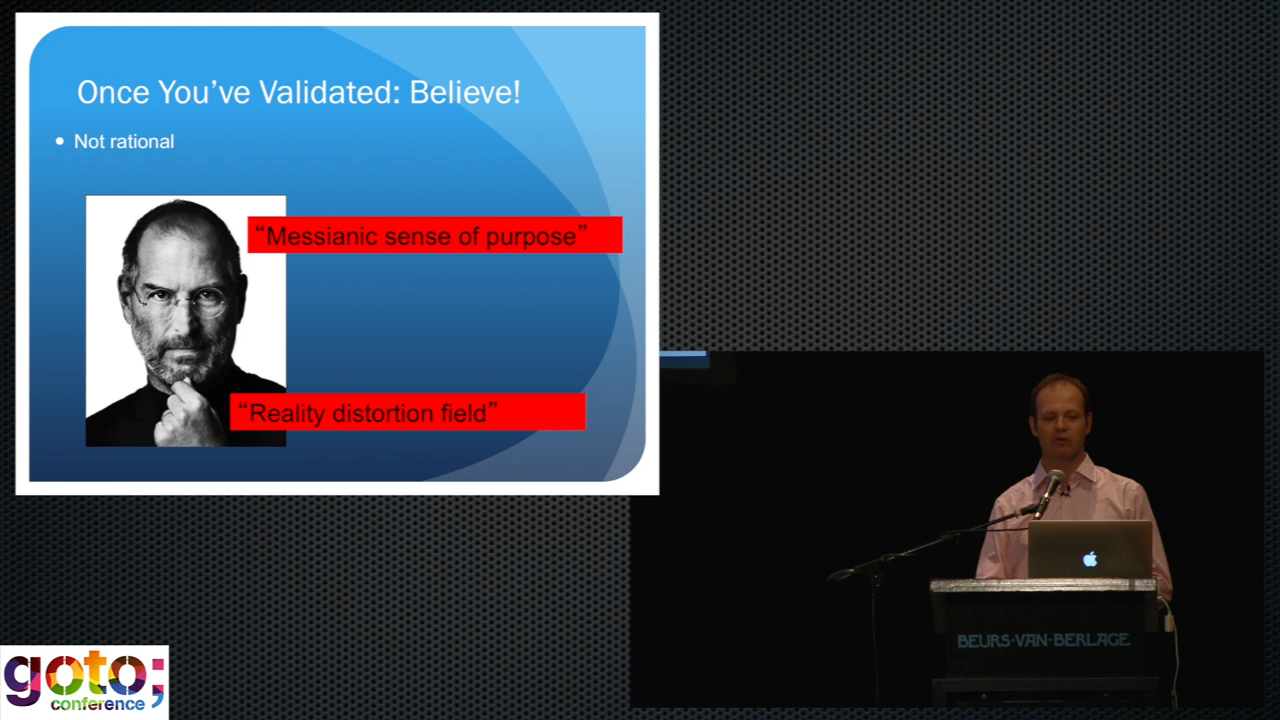 Once You’ve Validated: Believe!
• Not rational
“Messianic sense of purpose”
“Reality distortion field”
BEURS·VAN·BERLAGE
goto;
conference